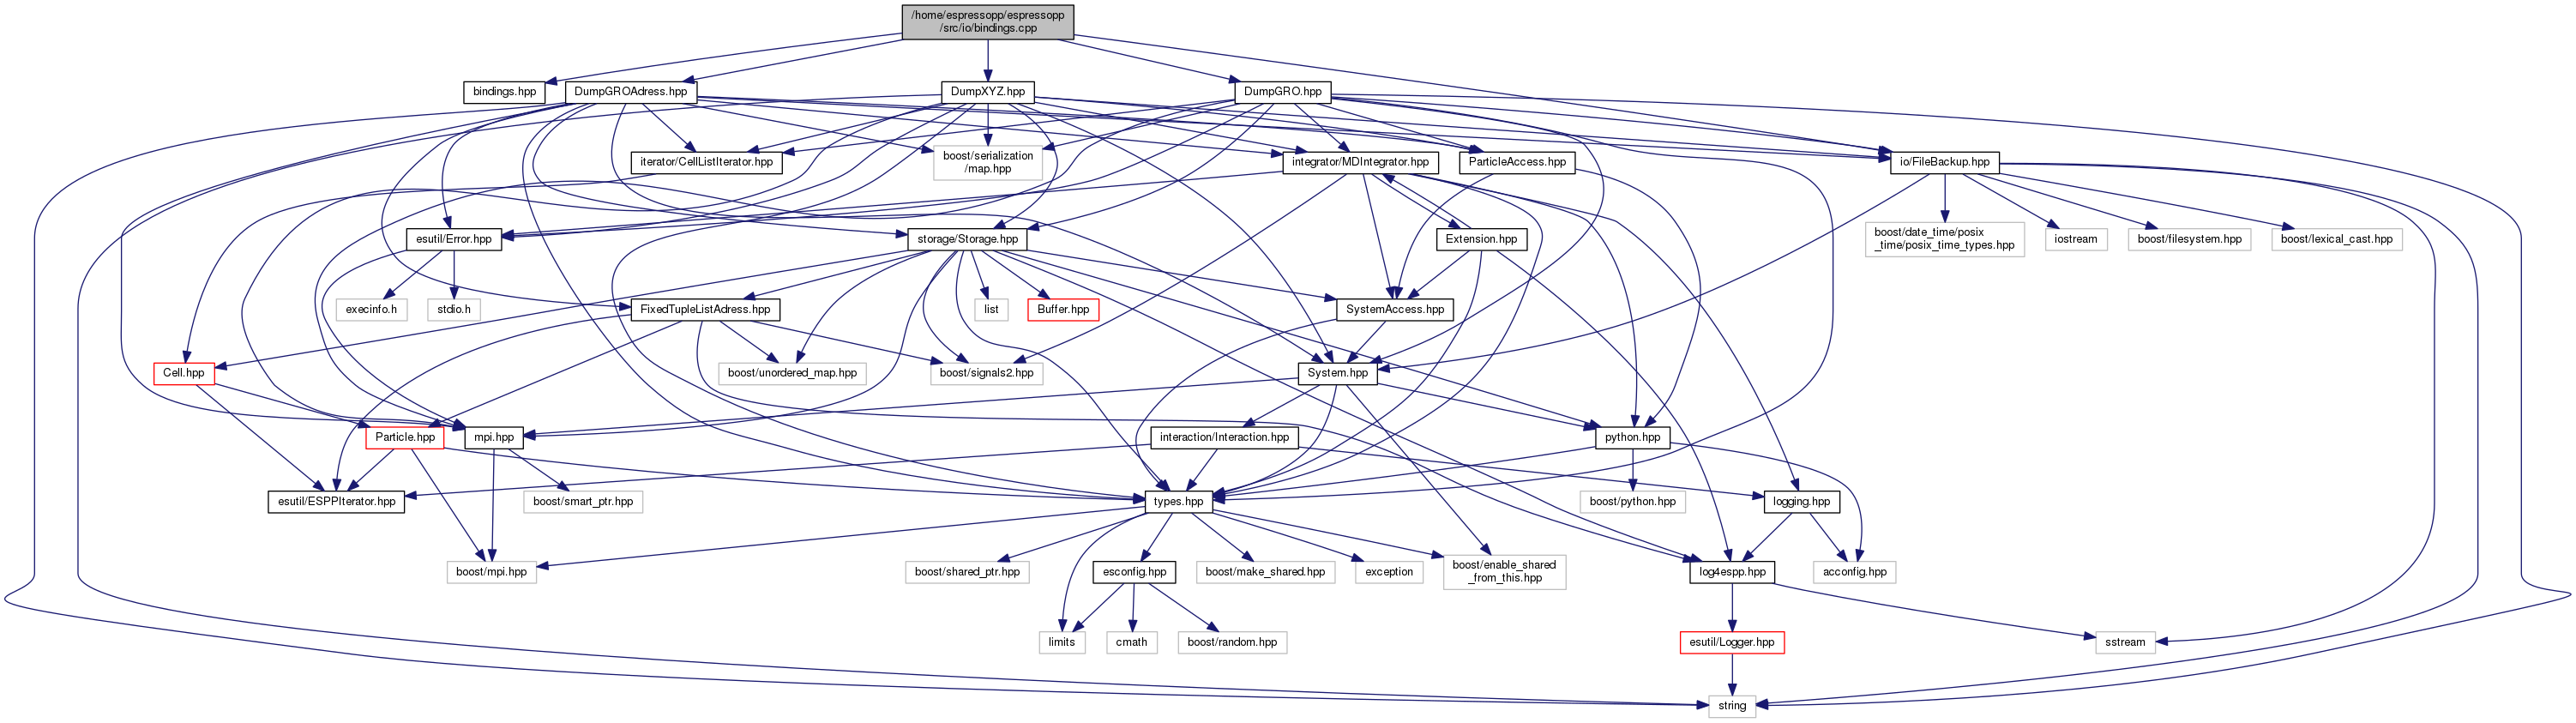 /home/espressopp/espressopp
/src/io/bindings.cpp
bindings.hpp
DumpGROAdress.hpp
DumpXYZ.hpp
DumpGRO.hpp
iterator/CellListIterator.hpp
boost/serialization
/map.hpp
integrator/MDIntegrator.hpp
ParticleAccess.hpp
io/FileBackup.hpp
esutil/Error.hpp
storage/Storage.hpp
Extension.hpp
boost/date_time/posix
_time/posix_time_types.hpp
iostream
boost/filesystem.hpp
boost/lexical_cast.hpp
execinfo.h
stdio.h
FixedTupleListAdress.hpp
list
Buffer.hpp
SystemAccess.hpp
Cell.hpp
boost/unordered_map.hpp
boost/signals2.hpp
System.hpp
Particle.hpp
mpi.hpp
interaction/Interaction.hpp
python.hpp
esutil/ESPPIterator.hpp
boost/smart_ptr.hpp
types.hpp
boost/python.hpp
logging.hpp
boost/mpi.hpp
boost/shared_ptr.hpp
esconfig.hpp
boost/make_shared.hpp
exception
boost/enable_shared
_from_this.hpp
log4espp.hpp
acconfig.hpp
limits
cmath
boost/random.hpp
esutil/Logger.hpp
sstream
string